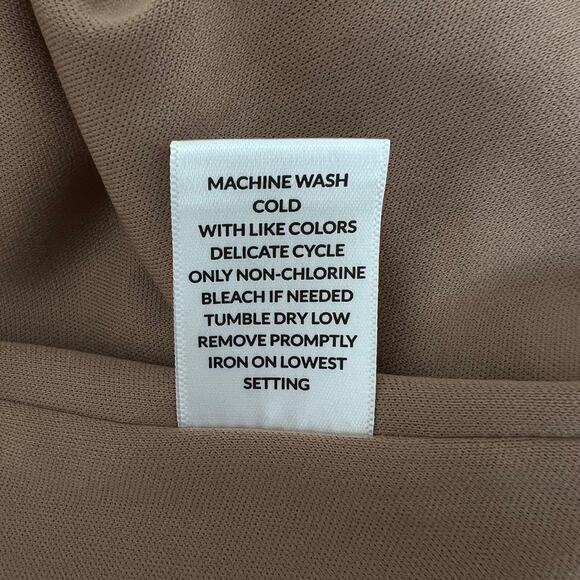 MACHINE WASH
COLD
WITH LIKE COLORS
DELICATE CYCLE
ONLY NON-CHLORINE
BLEACH IF NEEDED
TUMBLE DRY LOW
REMOVE PROMPTLY
IRON ON LOWEST
SETTING